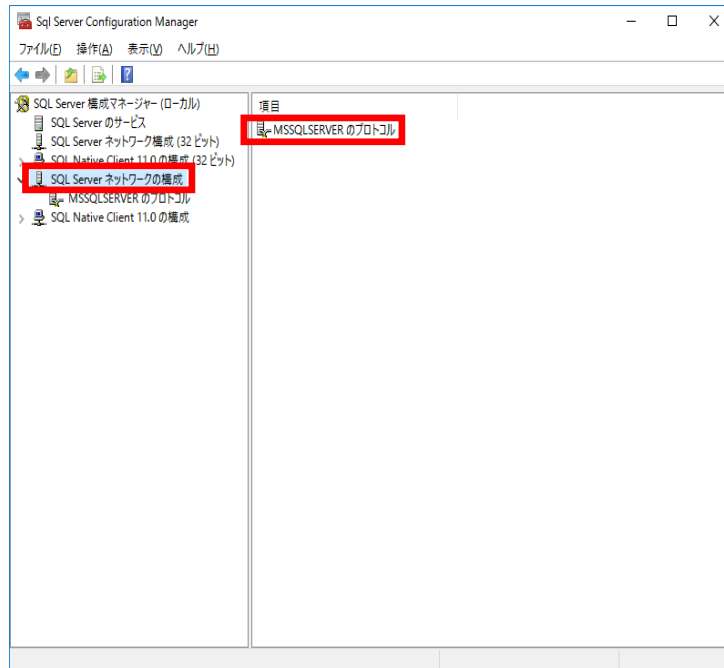 Sql Server Configuration Manager
ファイル(F) 操作(A) 表示(V) ヘルプ(H)
SQL Server 構成マネージャー (ローカル)
SQL Server のサービス
SQL Server ネットワーク構成 (32 ビット)
SQL Native Client 11.0 の構成 (32 ビット)
SQL Server ネットワークの構成
MSSQLSERVER のプロトコル
SQL Native Client 11.0 の構成
項目
MSSQLSERVER のプロトコル